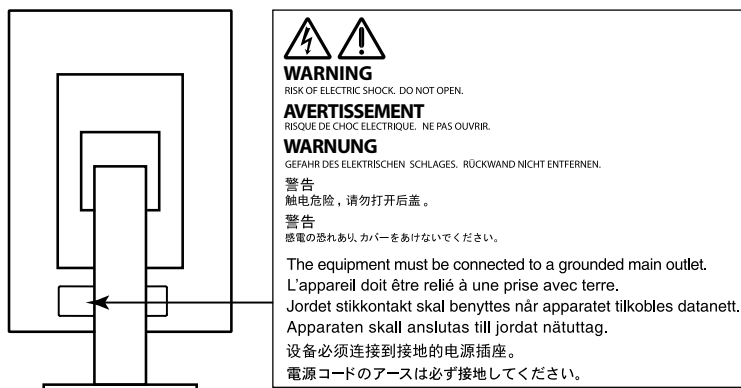 WARNING
RISK OF ELECTRIC SHOCK. DO NOT OPEN.
AVERTISSEMENT
RISQUE DE CHOC ELECTRIQUE. NE PAS OUVRIR.
WARNUNG
GEFAHR DES ELEKTRISCHEN SCHLAGES. RÜCKWAND NICHT ENTFERNEN.
警告
触电危险，请勿打开后盖。
警告
感電の恐れあり、カバーをあけないでください。
The equipment must be connected to a grounded main outlet.
L'appareil doit être relié à une prise avec terre.
Jordet stikkontakt skal benyttes når apparatet tilkobles datanett.
Apparaten skall anslutas till jordat nätuttag.
设备必须连接到接地的电源插座。
電源コードのアースは必ず接地してください。